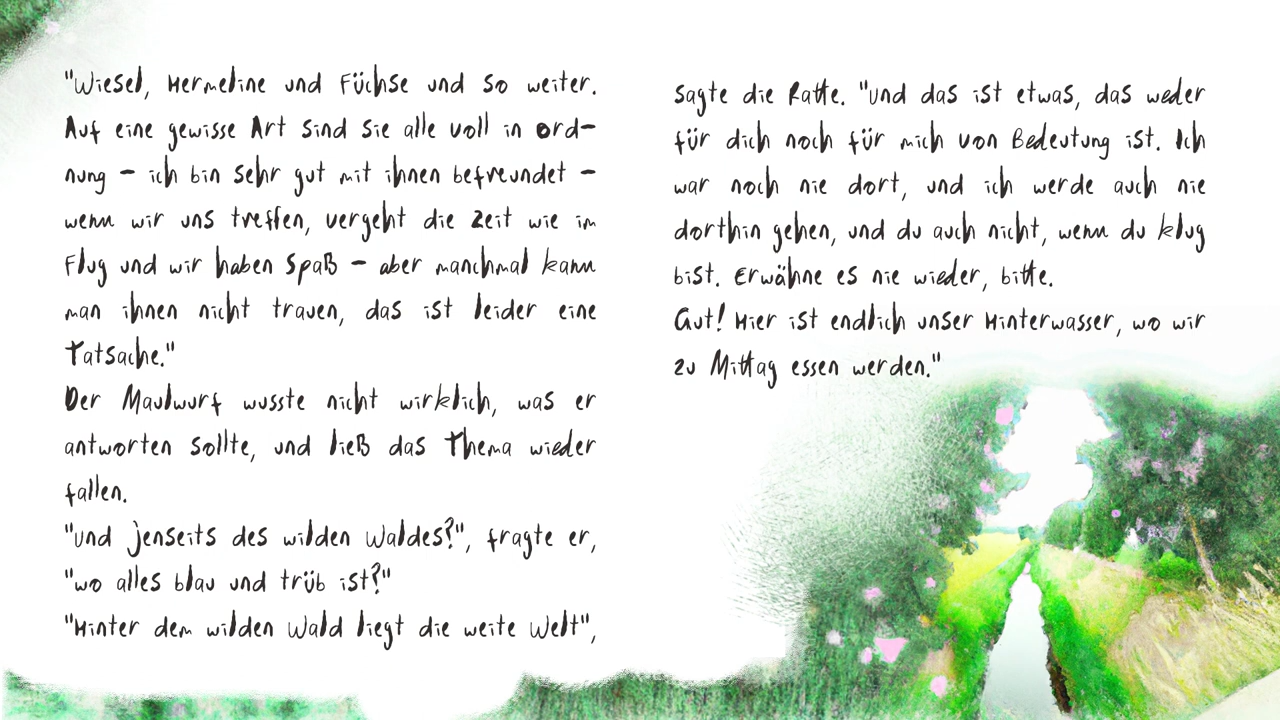 "Wiesel, Hermeline und Füchse und so weiter.
Auf eine gewisse Art sind sie alle voll in Ord-
nung - ich bin sehr gut mit ihnen befreundet -
wenn wir uns treffen, vergeht die Zeit wie im
Flug und wir haben Spaß - aber manchmal kann
man ihnen nicht trauen, das ist leider eine
Tatsache."
Der Maulwurf wusste nicht wirklich, was er
antworten sollte, und ließ das Thema wieder
fallen.
"Und jenseits des wilden Waldes?", fragte er,
"wo alles blau und trüb ist?"
"Hinter dem wilden Wald liegt die weite Welt",
sagte die Ratte. "Und das ist etwas, das weder
für dich noch für mich von Bedeutung ist. Ich
war noch nie dort, und ich werde auch nie
dorthin gehen, und du auch nicht, wenn du klug
bist. Erwähne es nie wieder, bitte.
Gut! Hier ist endlich unser Hinterwasser, wo wir
zu Mittag essen werden."